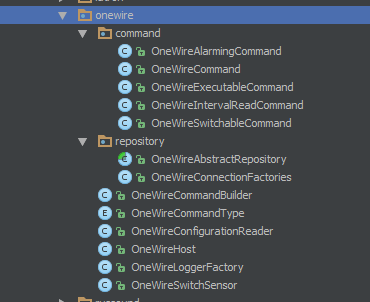 onewire
command
C OneWireAlarmingCommand
C OneWireCommand
C OneWireExecutableCommand
C OneWireIntervalReadCommand
C OneWireSwitchableCommand
repository
OneWireAbstractRepository
C OneWireConnectionFactories
C OneWireCommandBuilder
E OneWireCommandType
C OneWireConfigurationReader
C OneWireHost
C OneWireLoggerFactory
C OneWireSwitchSensor